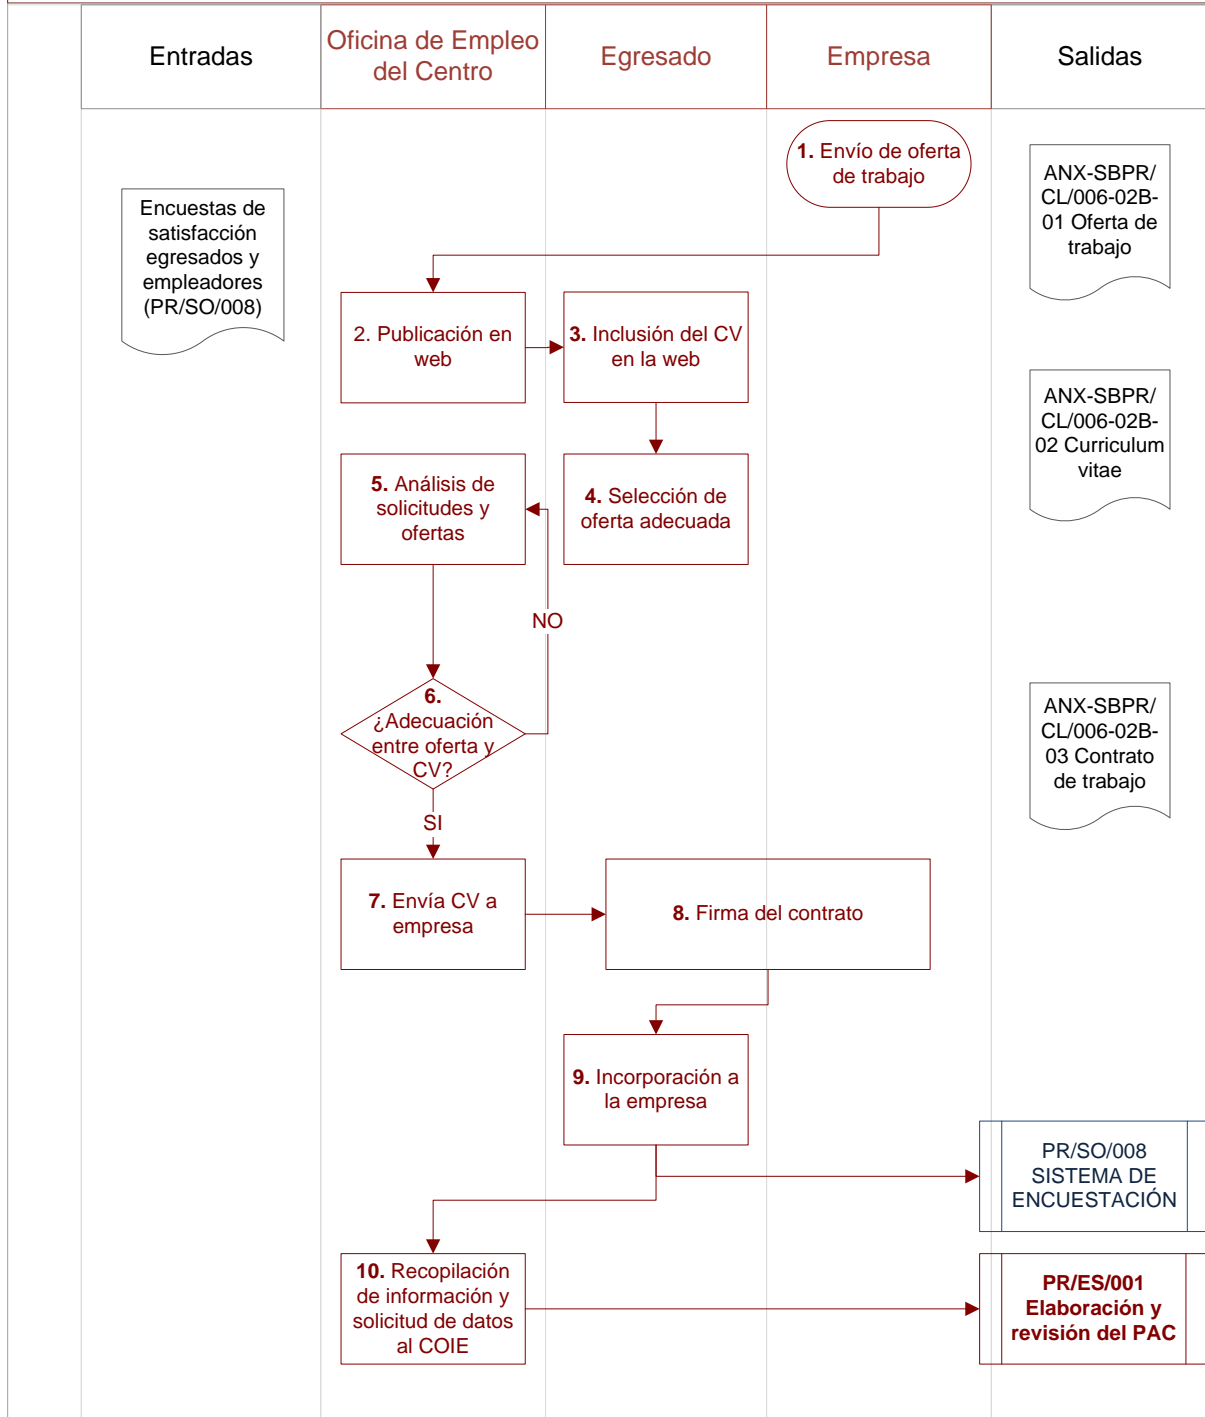 Entradas
Oficina de Empleo
del Centro
Egresado
Empresa
Salidas
1. Envío de oferta
de trabajo
ANX-SBPR/
CL/006-02B-
01 Oferta de
trabajo
Encuestas de
satisfacción
egresados y
empleadores
(PR/SO/008)
2. Publicación en
web
3. Inclusión del CV
en la web
ANX-SBPR/
CL/006-02B-
02 Curriculum
vitae
5. Análisis de
solicitudes y
ofertas
4. Selección de
oferta adecuada
NO
6.
¿Adecuación
entre oferta y
CV?
ANX-SBPR/
CL/006-02B-
03 Contrato
de trabajo
SI
7. Envía CV a
empresa
8. Firma del contrato
9. Incorporación a
la empresa
PR/SO/008
SISTEMA DE
ENCUESTACIÓN
10. Recopilación
de información y
solicitud de datos
al COIE
PR/ES/001
Elaboración y
revisión del PAC